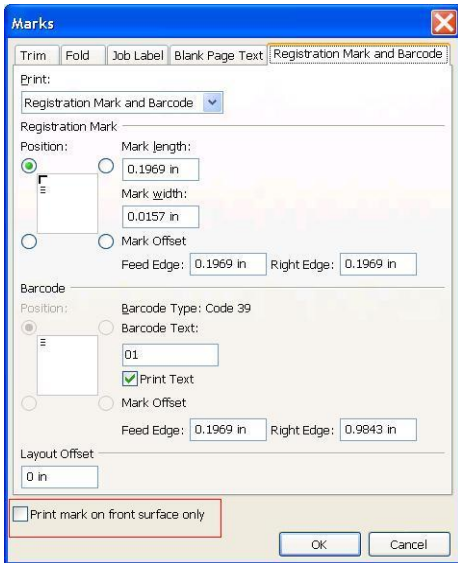 Marks
Trim Fold Job Label Blank Page Text Registration Mark and Barcode
Print:
Registration Mark and Barcode
Registration Mark
Position: Mark length:
0.1969 in
Mark width:
0.0157 in
Mark Offset
Feed Edge: 0.1969 in Right Edge: 0.1969 in
Barcode
Position: Barcode Type: Code 39
Barcode Text:
01
Print Text
Mark Offset
Feed Edge: 0.1969 in Right Edge: 0.9843 in
Layout Offset
0 in
Print mark on front surface only
OK Cancel